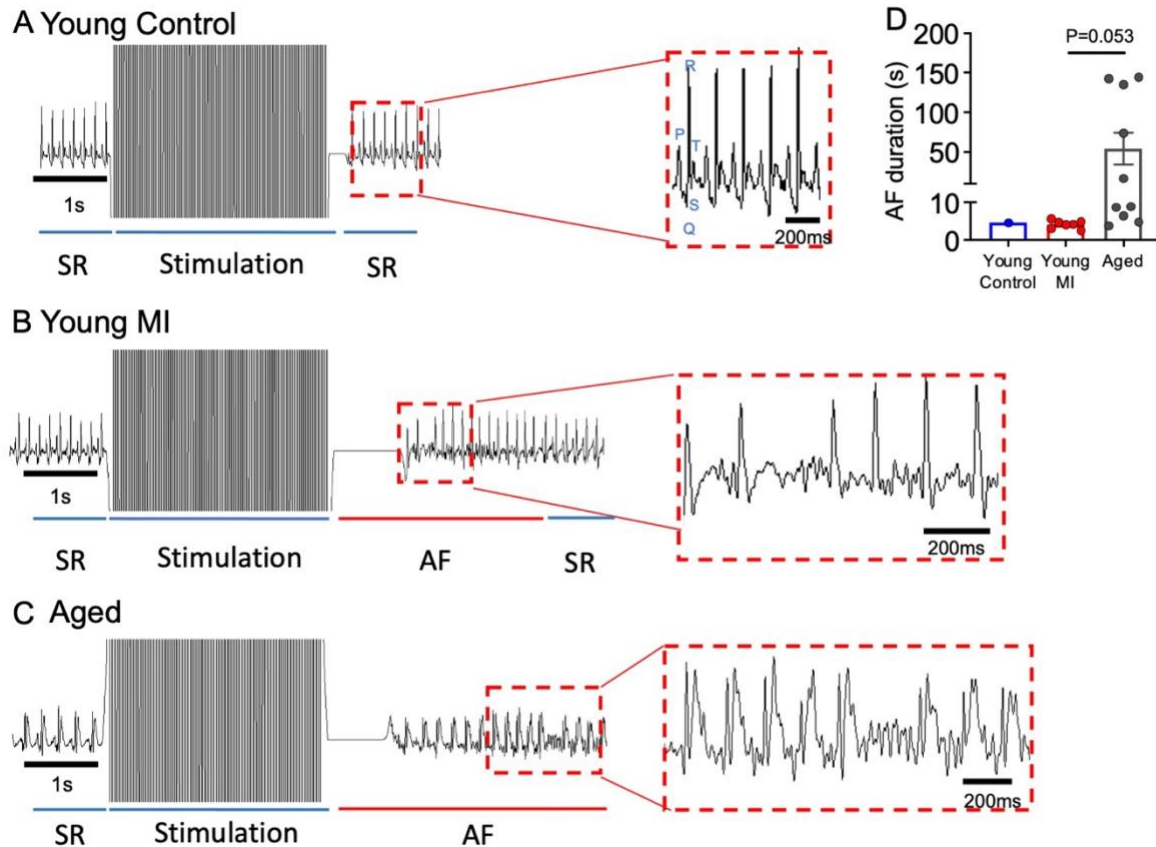 A Young Control
1s
SR
Stimulation
SR
R
P
T
S
Q
200ms
D
AF duration (s)
200
150
100
50
10
0
P=0.053
Young
Control
Young
MI
Aged
B Young MI
1s
SR
Stimulation
AF
SR
200ms
C Aged
1s
SR
Stimulation
AF
200ms